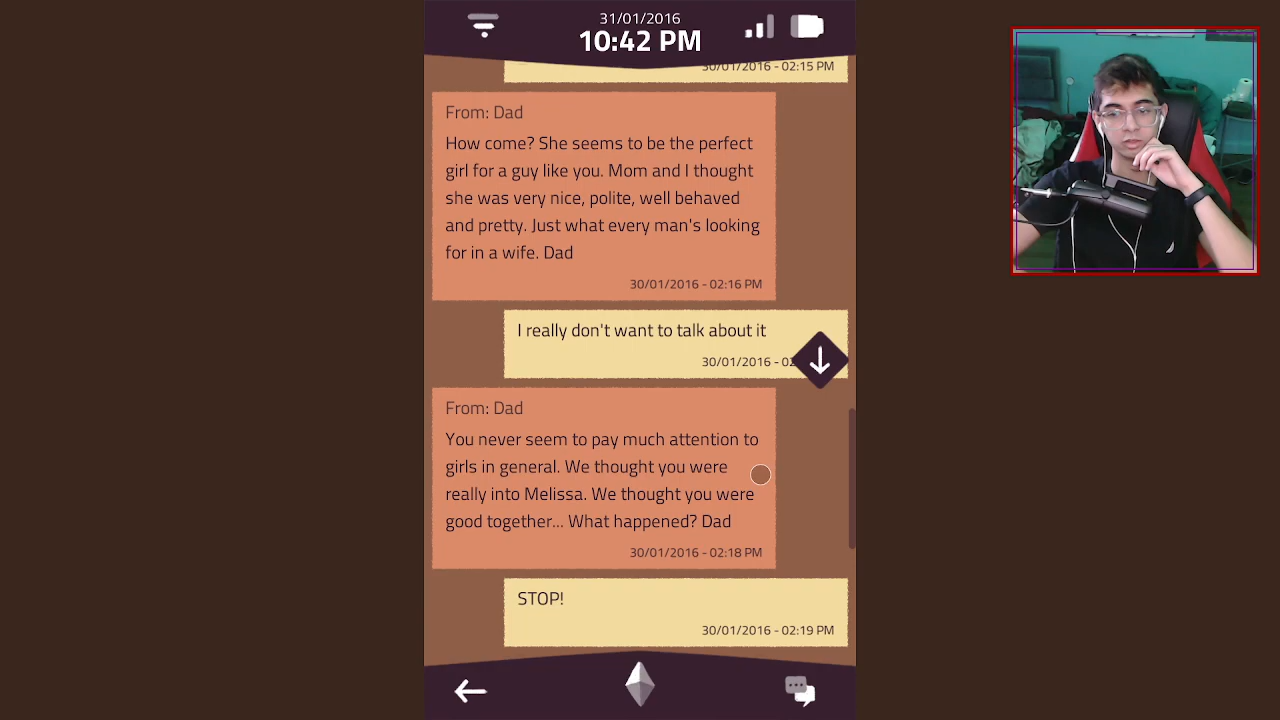 31/01/2016
10:42 PM
30/01/2016 - 02:15 PM
From: Dad
How come? She seems to be the perfect
girl for a guy like you. Mom and I thought
she was very nice, polite, well behaved
and pretty. Just what every man's looking
for in a wife. Dad
30/01/2016 - 02:16 PM
I really don't want to talk about it
30/01/2016 - 02
From: Dad
You never seem to pay much attention to
girls in general. We thought you were
really into Melissa. We thought you were
good together... What happened? Dad
30/01/2016 - 02:18 PM
STOP!
30/01/2016 - 02:19 PM